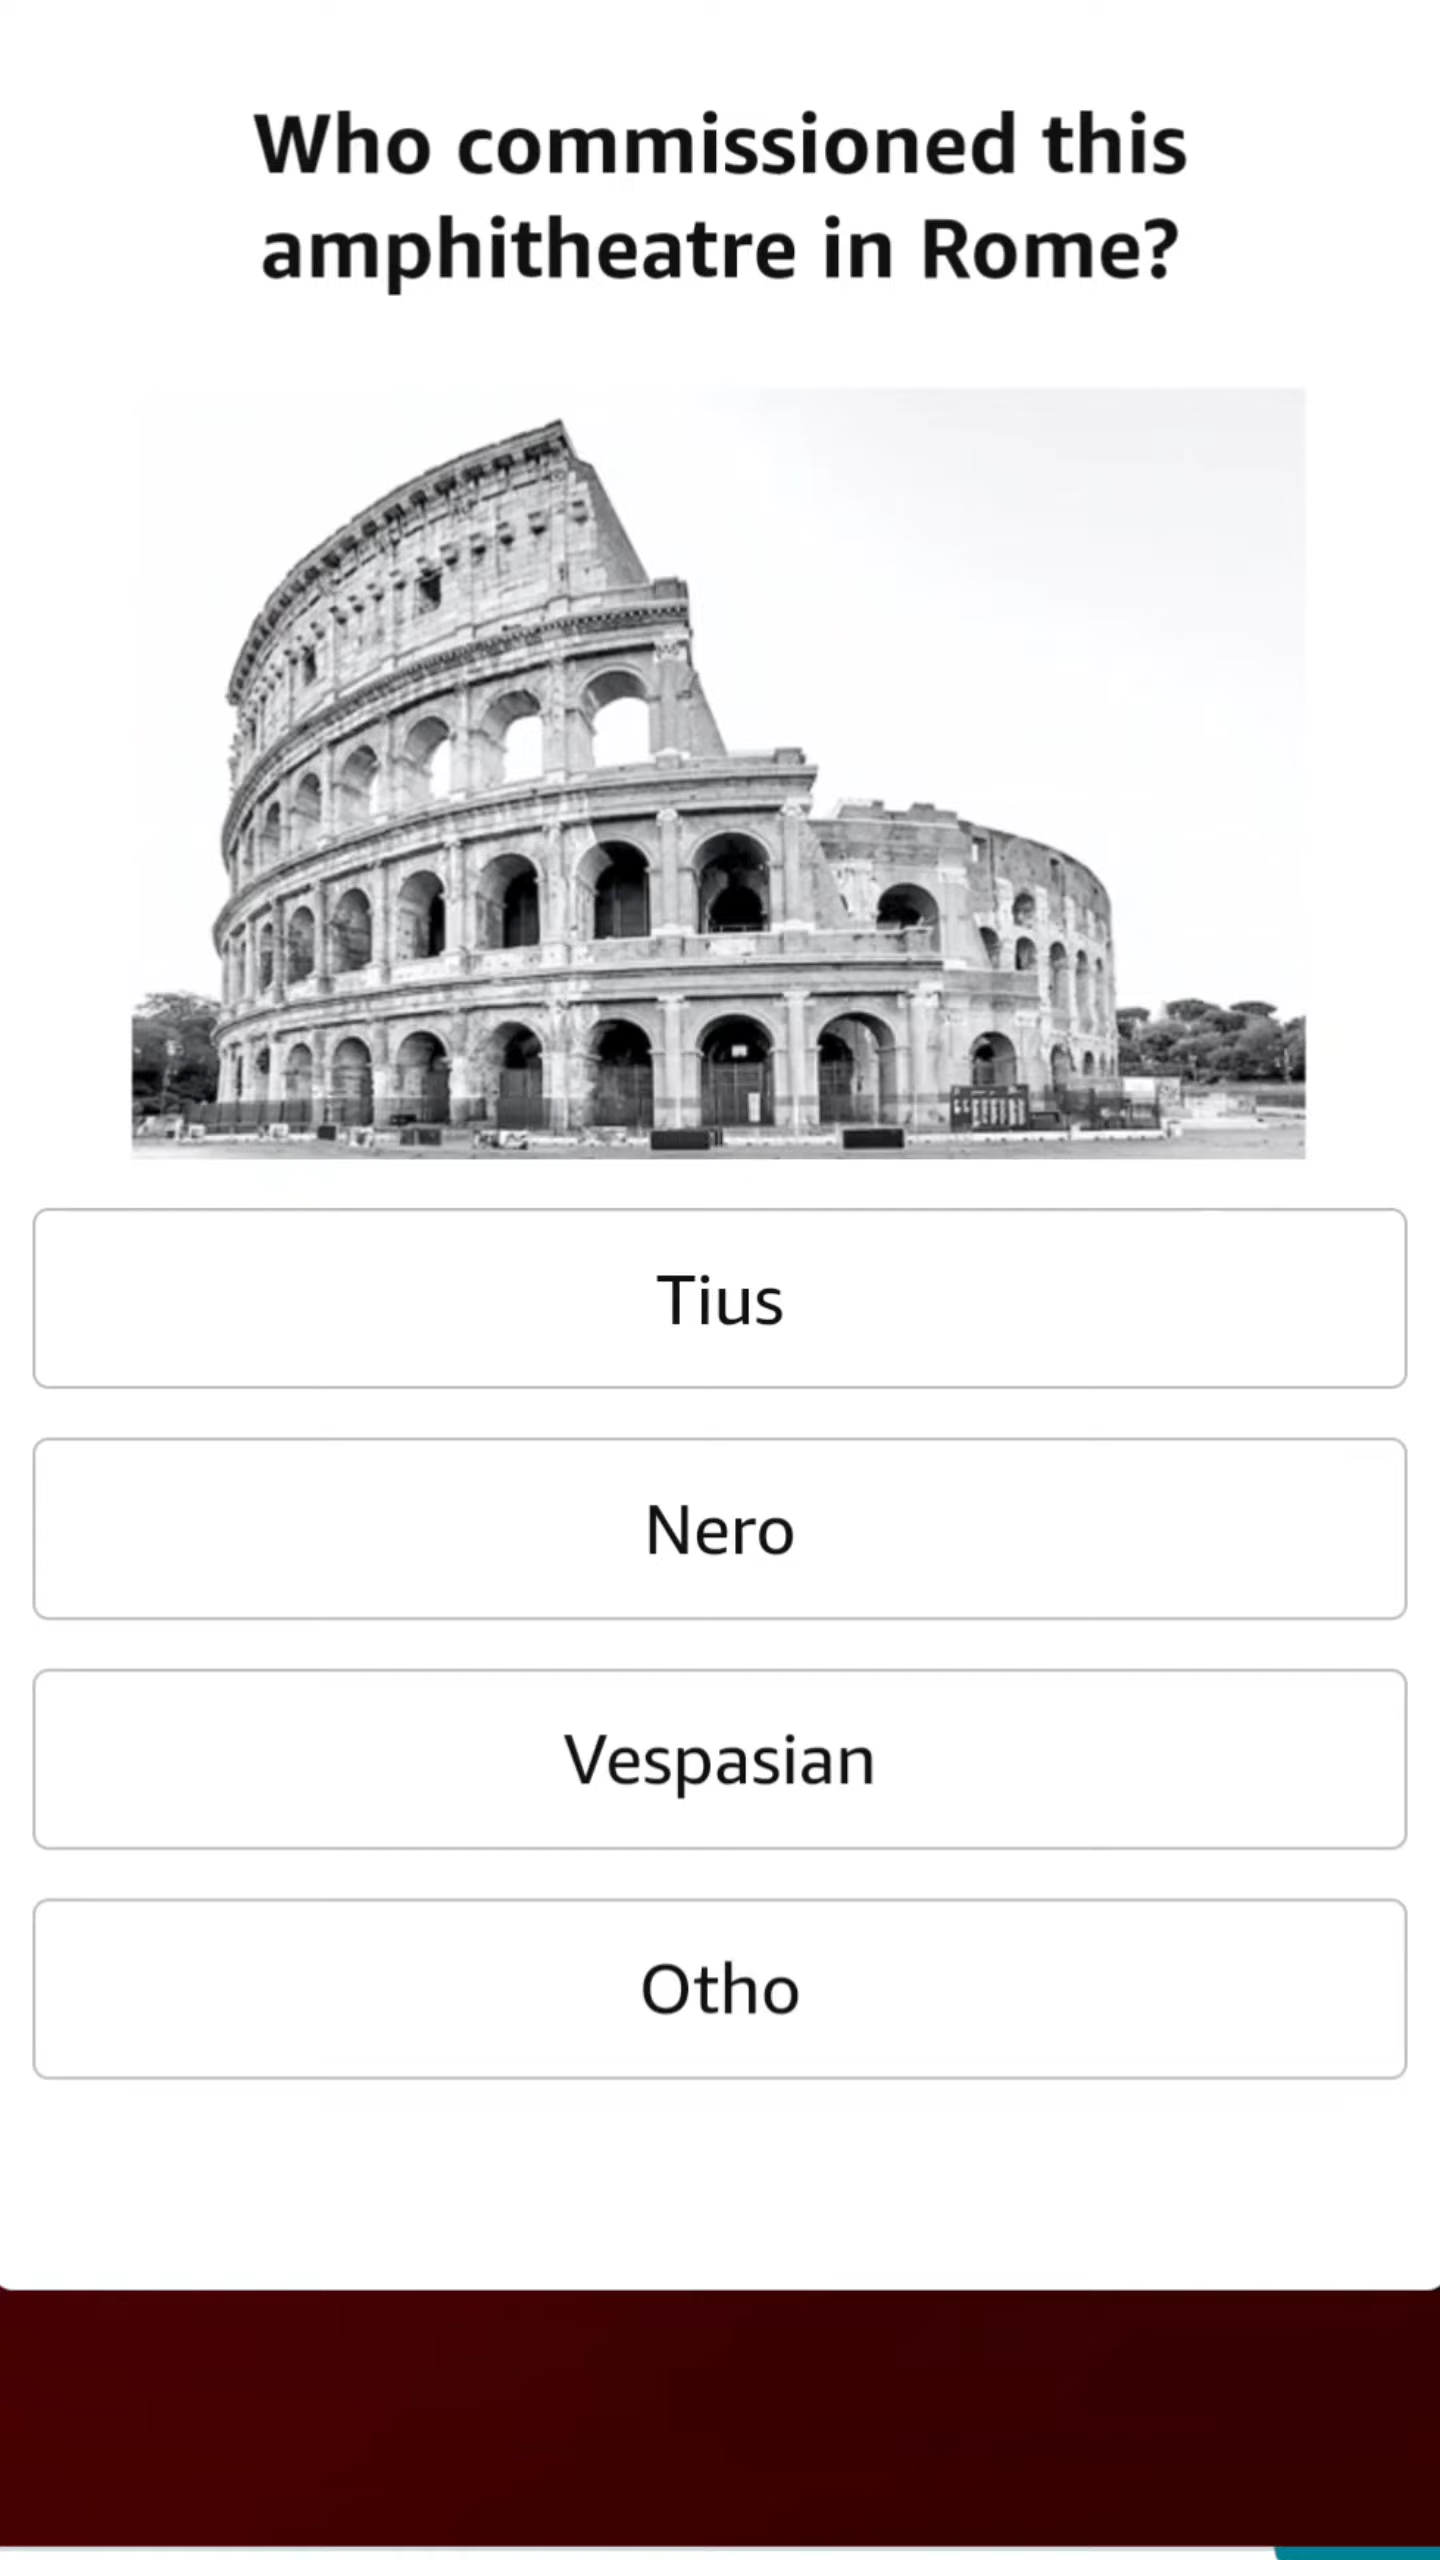 Who commissioned this
amphitheatre in Rome?
Tius
Nero
Vespasian
Otho